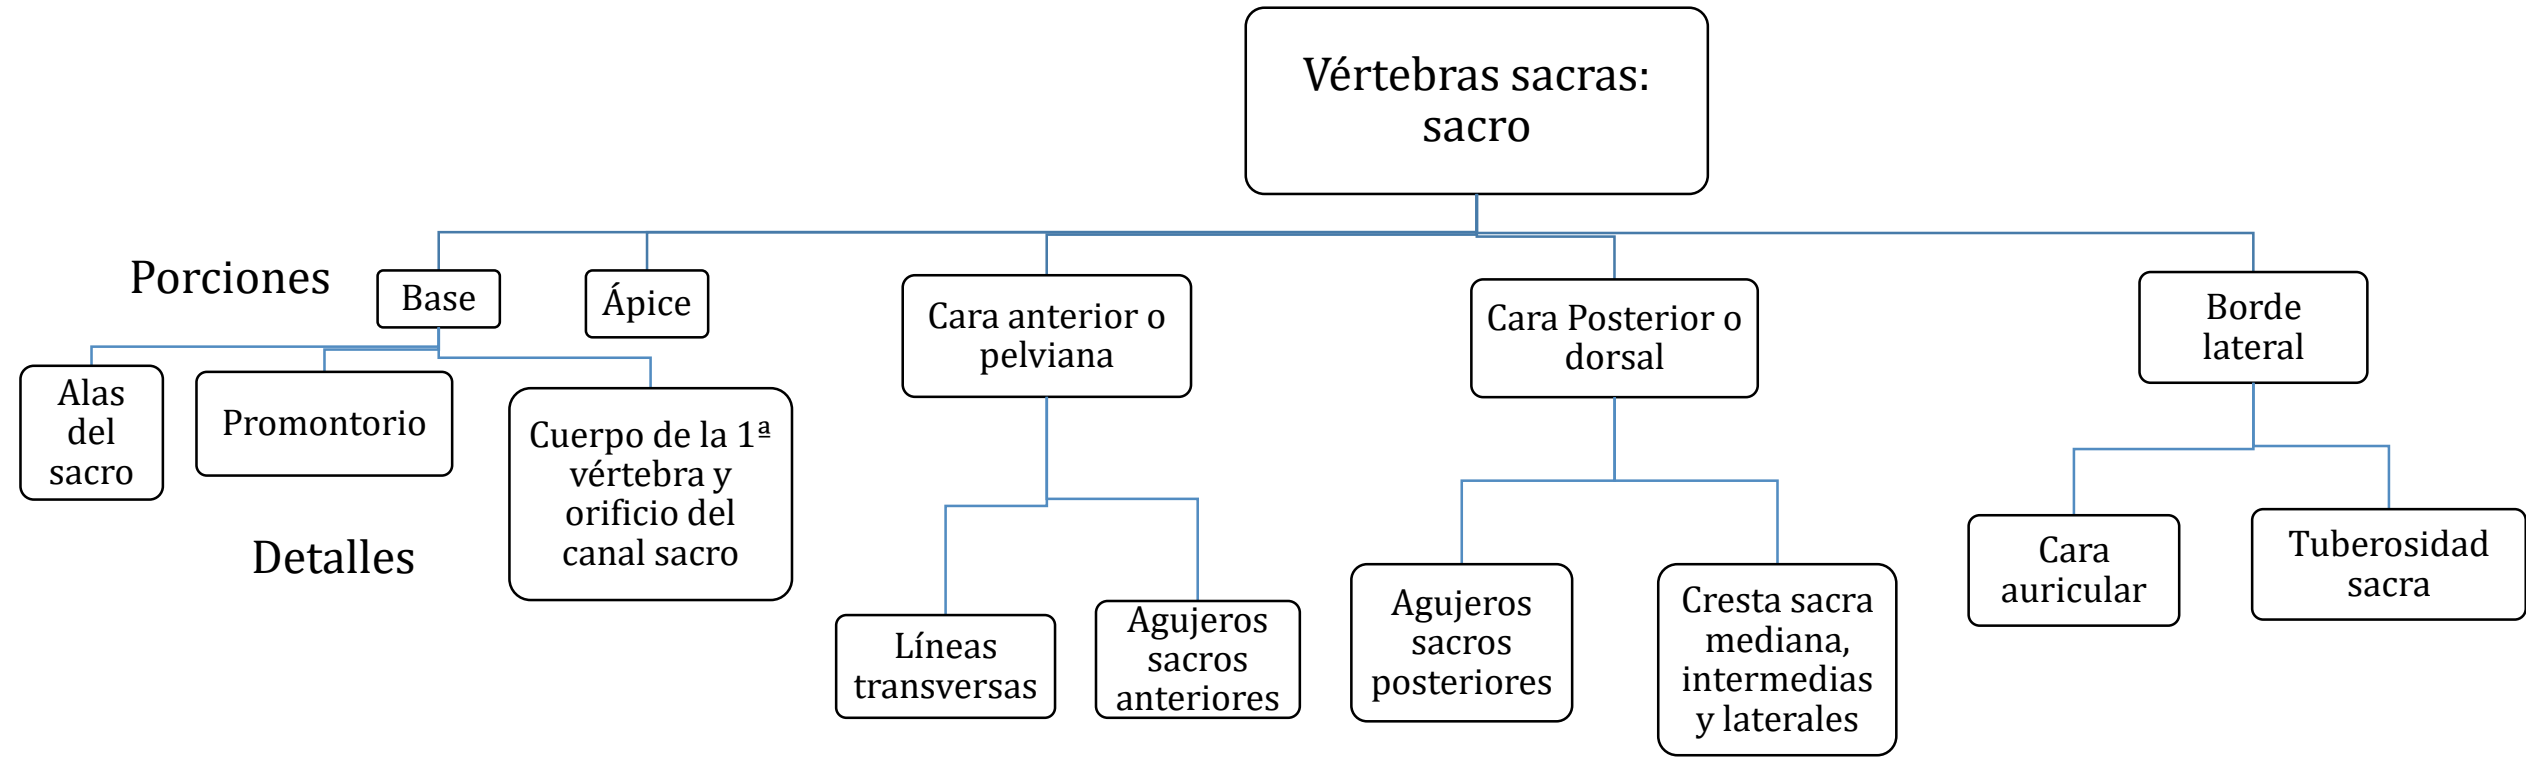 Vértebras sacras:
sacro
Porciones
Base
Ápice
Cara anterior o
pelviana
Cara Posterior o
dorsal
Borde
lateral
Alas
del
sacro
Promontorio
Cuerpo de la 1ª
vértebra y
orificio del
canal sacro
Detalles
Líneas
transversas
Agujeros
sacros
anteriores
Agujeros
sacros
posteriores
Cresta sacra
mediana,
intermedias
y laterales
Cara
auricular
Tuberosidad
sacra